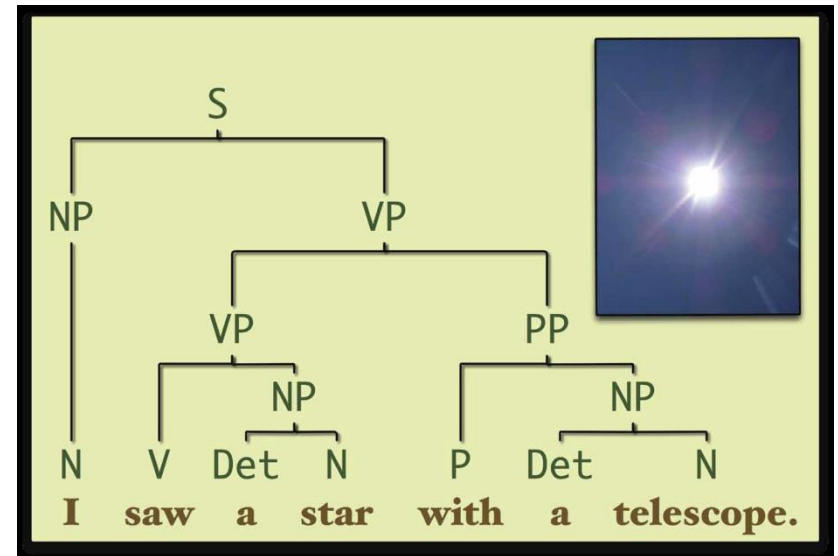 S
NP VP
VP PP
NP NP
N V Det N P Det N
I saw a star with a telescope.